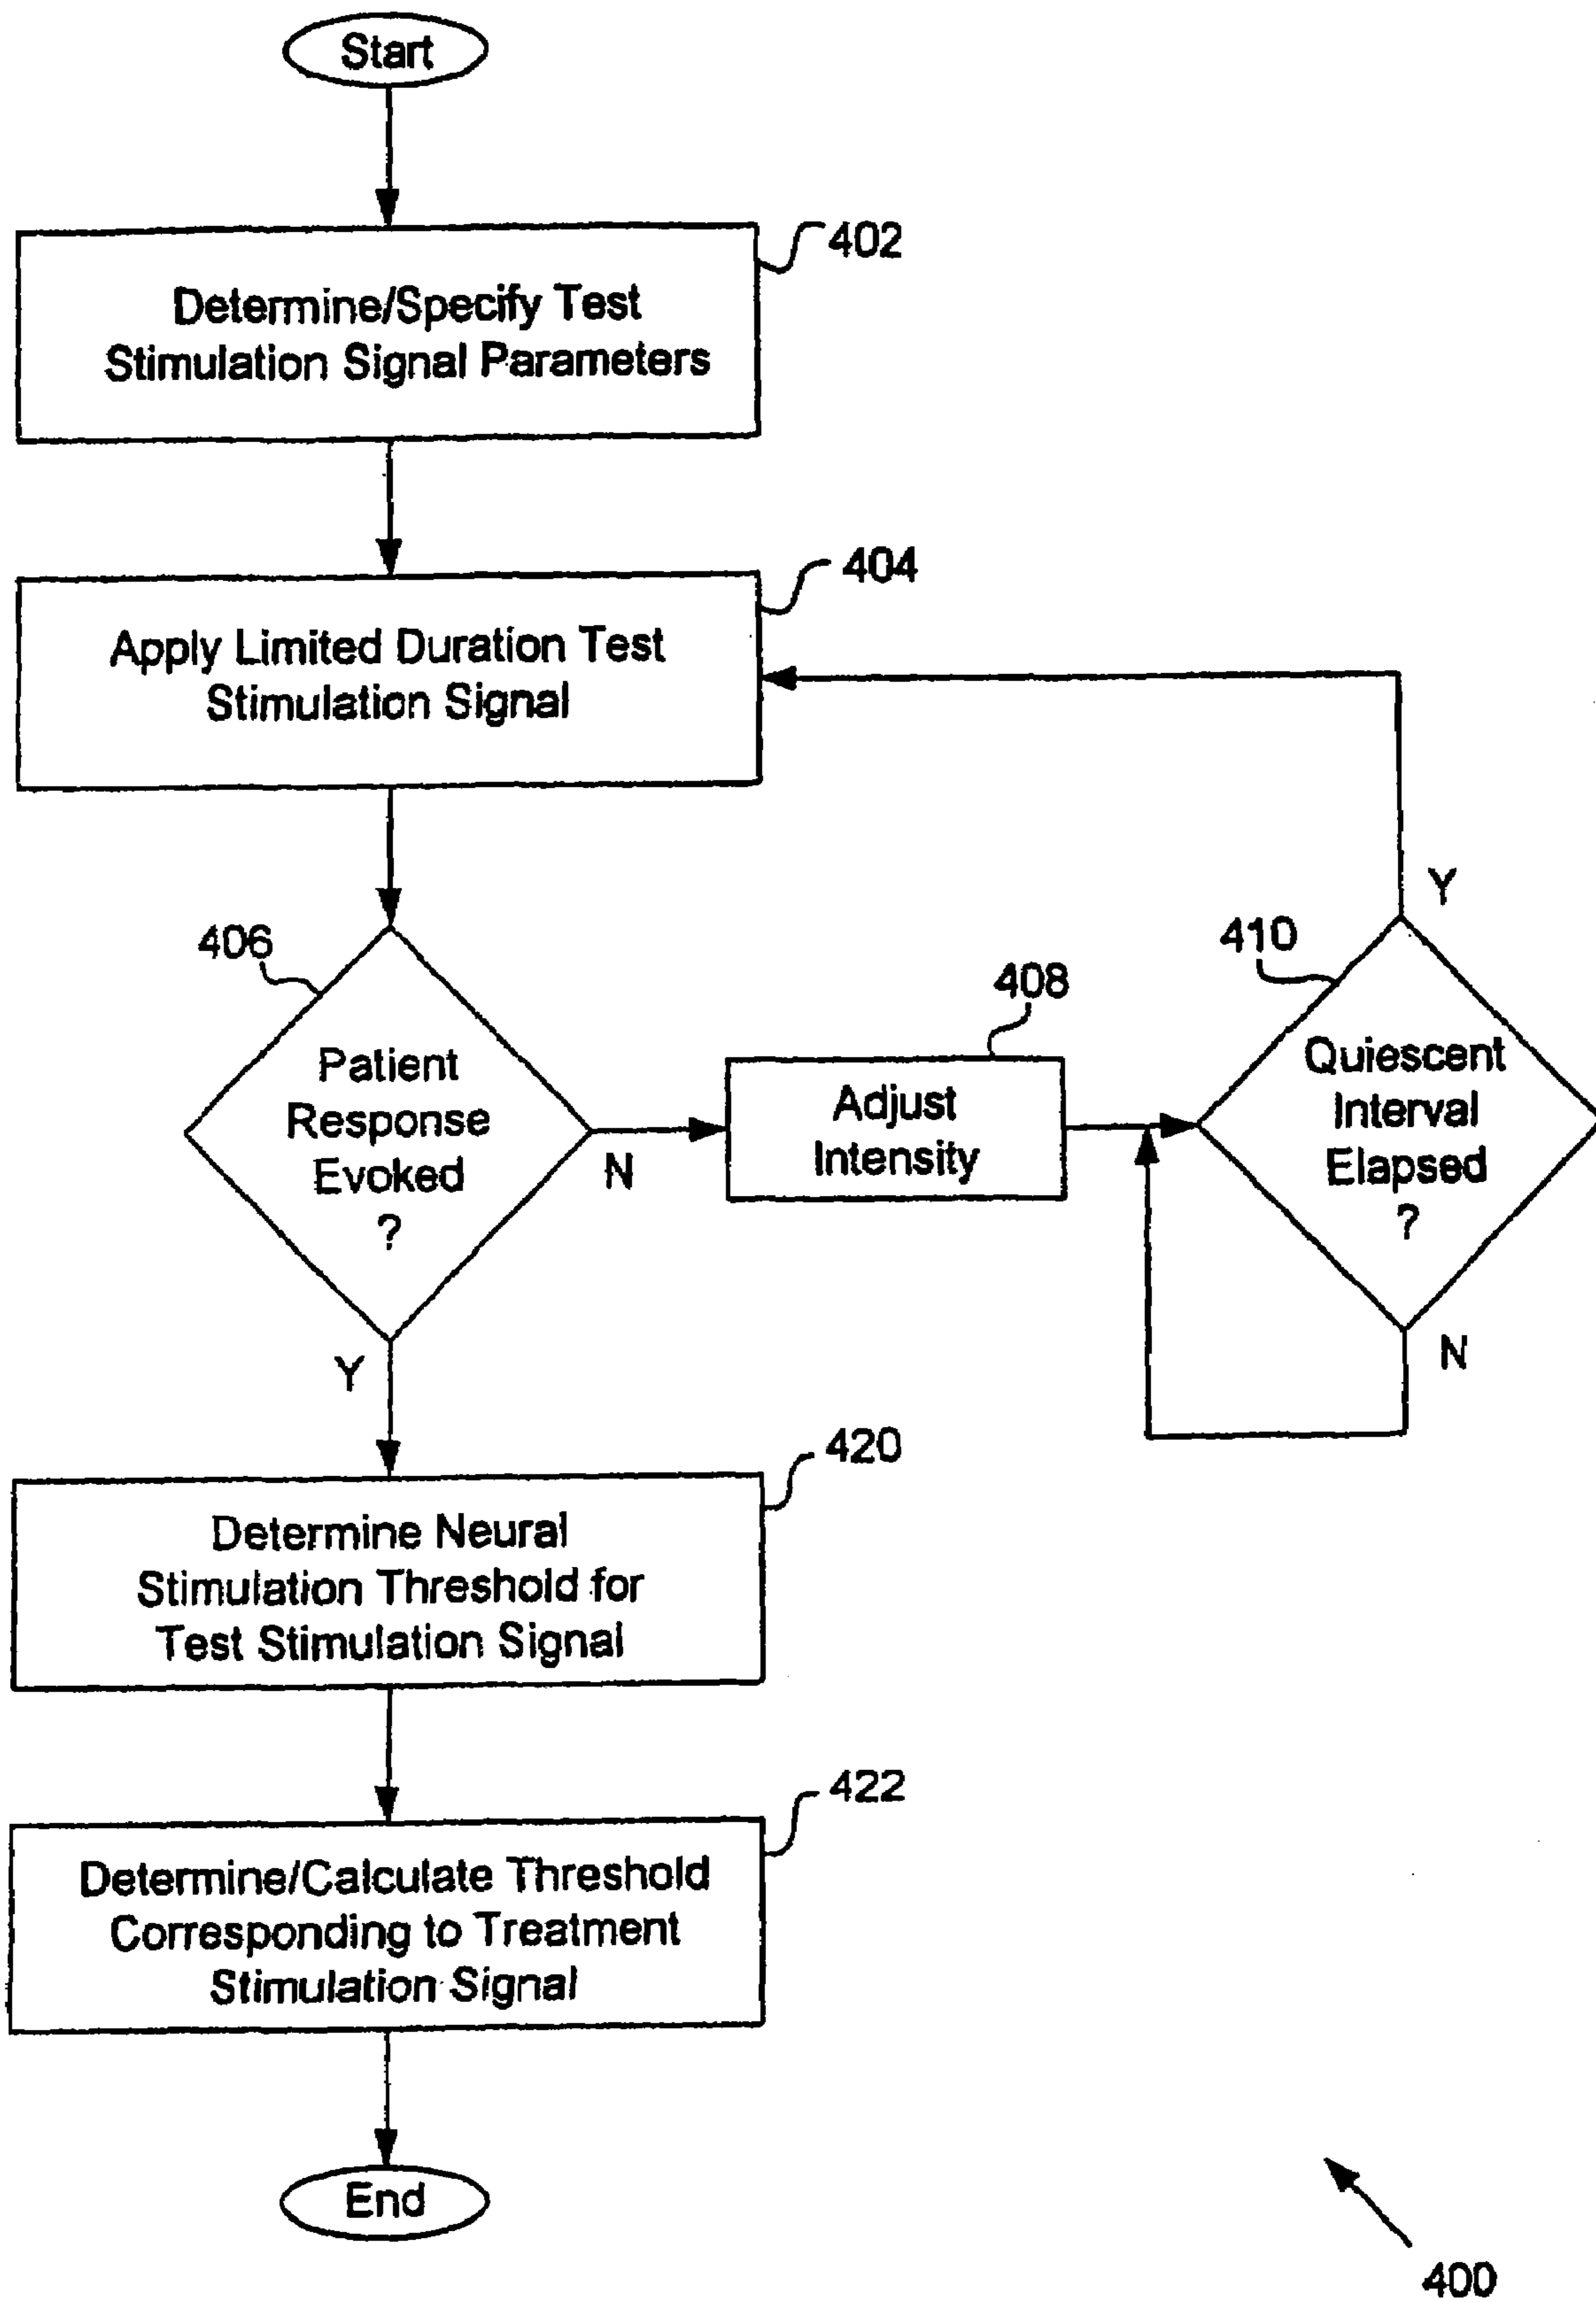 Start
402
Determine/Specify Test
Stimulation Signal Parameters
404
Apply Limited Duration Test
Stimulation Signal
406
Patient
Response
Evoked
?
N
Y
408
Adjust
Intensity
410
Quiescent
Interval
Elapsed
?
Y
N
420
Determine Neural
Stimulation Threshold for
Test Stimulation Signal
422
Determine/Calculate Threshold
Corresponding to Treatment
Stimulation Signal
End
400